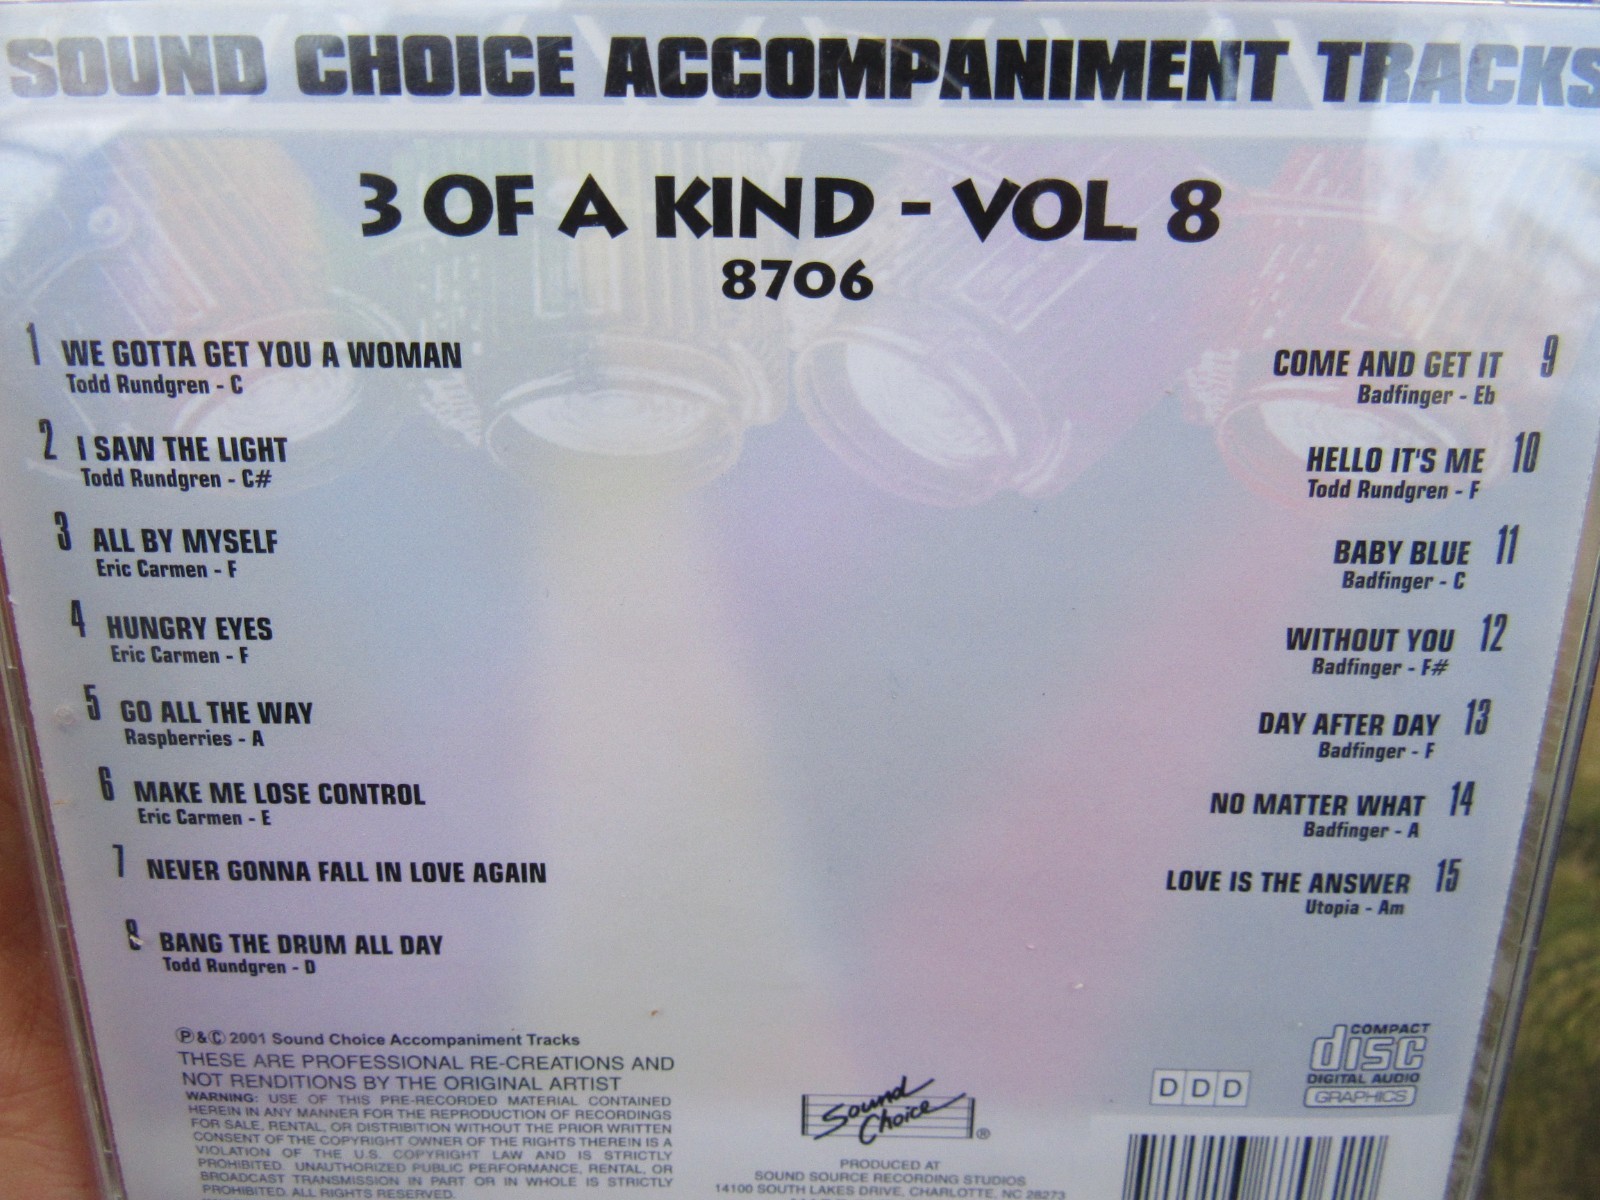 SOUND CHOICE ACCOMPANIMENT TRACKS
3 OF A KIND - VOL 8
8706
1 WE GOTTA GET YOU A WOMAN
Todd Rundgren - C
2 I SAW THE LIGHT
Todd Rundgren - C#
3 ALL BY MYSELF
Eric Carmen - F
4 HUNGRY EYES
Eric Carmen - F
5 GO ALL THE WAY
Raspberries - A
6 MAKE ME LOSE CONTROL
Eric Carmen - E
7 NEVER GONNA FALL IN LOVE AGAIN
8 BANG THE DRUM ALL DAY
Todd Rundgren - D
COME AND GET IT 9
Badfinger - Eb
HELLO IT'S ME 10
Todd Rundgren - F
BABY BLUE 11
Badfinger - C
WITHOUT YOU 12
Badfinger - F#
DAY AFTER DAY 13
Badfinger - F
NO MATTER WHAT 14
Badfinger - A
LOVE IS THE ANSWER 15
Utopia - Am
Ⓟ&© 2001 Sound Choice Accompaniment Tracks
THESE ARE PROFESSIONAL RE-CREATIONS AND
NOT RENDITIONS BY THE ORIGINAL ARTIST
WARNING: USE OF THIS PRE-RECORDED MATERIAL CONTAINED
HEREIN IN ANY MANNER FOR THE REPRODUCTION OF RECORDINGS
FOR SALE, RENTAL, OR DISTRIBUTION WITHOUT THE PRIOR WRITTEN
CONSENT OF THE COPYRIGHT OWNER OF THE RIGHTS THEREIN IS A
VIOLATION OF THE U.S. COPYRIGHT LAW AND IS STRICTLY
PROHIBITED. UNAUTHORIZED PUBLIC PERFORMANCE, RENTAL, OR
BROADCAST TRANSMISSION IN PART OR IN WHOLE IS STRICTLY
PROHIBITED. ALL RIGHTS RESERVED.
Sound
Choice ®
PRODUCED AT
SOUND SOURCE RECORDING STUDIOS
14100 SOUTH LAKES DRIVE, CHARLOTTE, NC 28273
DDD
COMPACT
disc
DIGITAL AUDIO
GRAPHICS